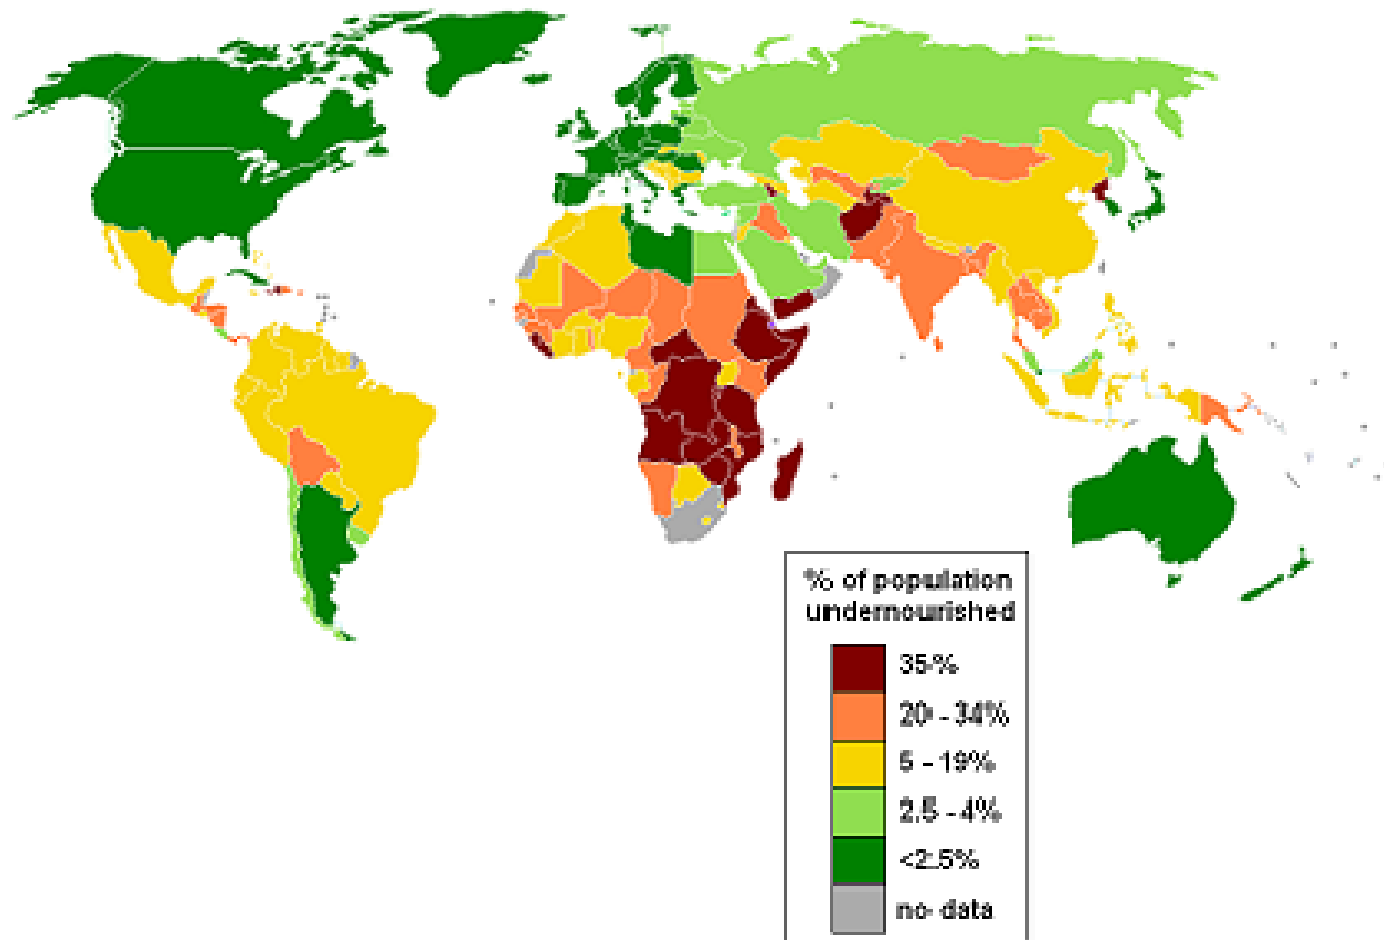 % of population
undernourished
35-%
20 - 34%
5 - 19%
2.5 - 4%
<2.5%
no data